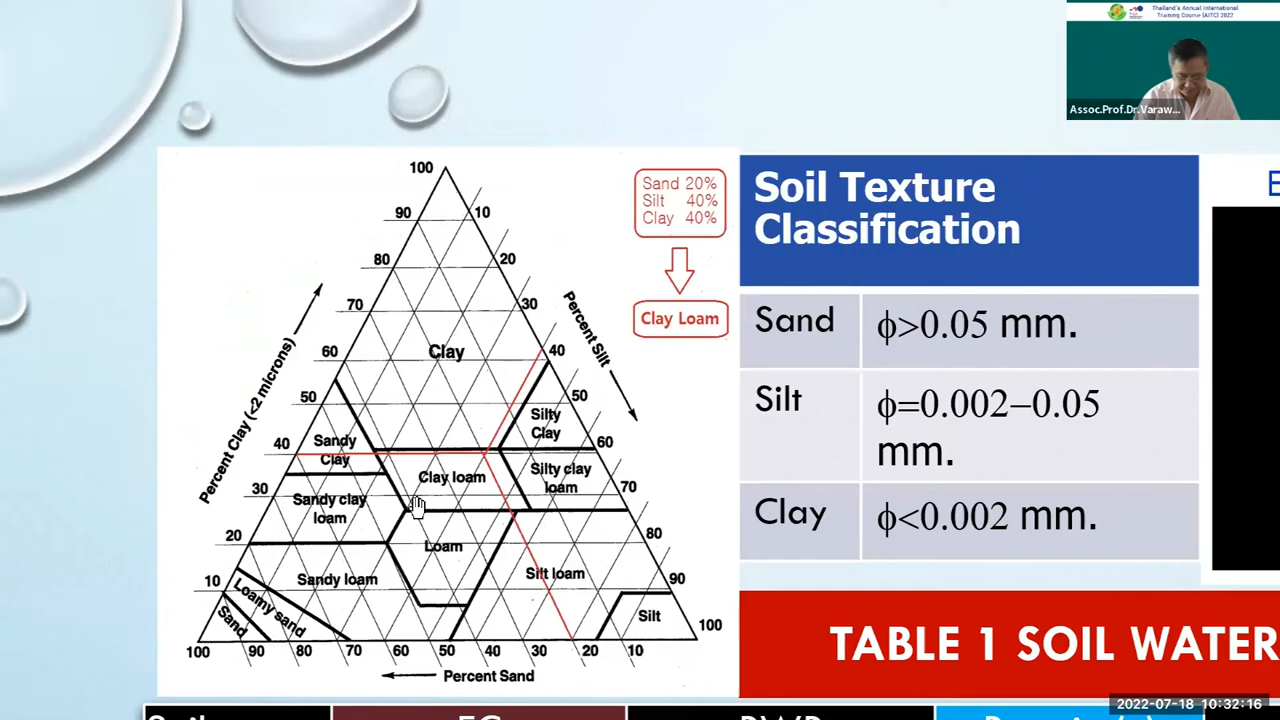 Thailand's Annual International
Training Course (AITC) 2022
Assoc.Prof.Dr.Varaw...
Soil Texture
Classification
Sand
ϕ>0.05 mm.
Silt
ϕ=0.002–0.05
mm.
Clay
ϕ<0.002 mm.
Sand 20%
Silt 40%
Clay 40%
Clay Loam
Percent Clay (<2 microns)
Percent Silt
Percent Sand
100
90
80
70
60
50
40
30
20
10
10
20
30
40
50
60
70
80
90
100
100
90
80
70
60
50
40
30
20
10
Clay
Silty
Clay
Sandy
Clay
Clay loam
Silty clay
loam
Sandy clay
loam
Loam
Silt loam
Sandy loam
Loamy sand
Sand
Silt
TABLE 1 SOIL WATER
2022-07-18 10:32:16